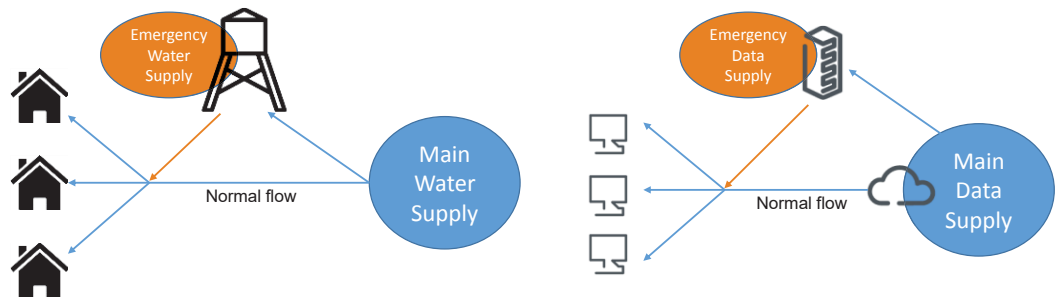 Emergency
Water
Supply
Main
Water
Supply
Normal flow
Emergency
Data
Supply
Main
Data
Supply
Normal flow